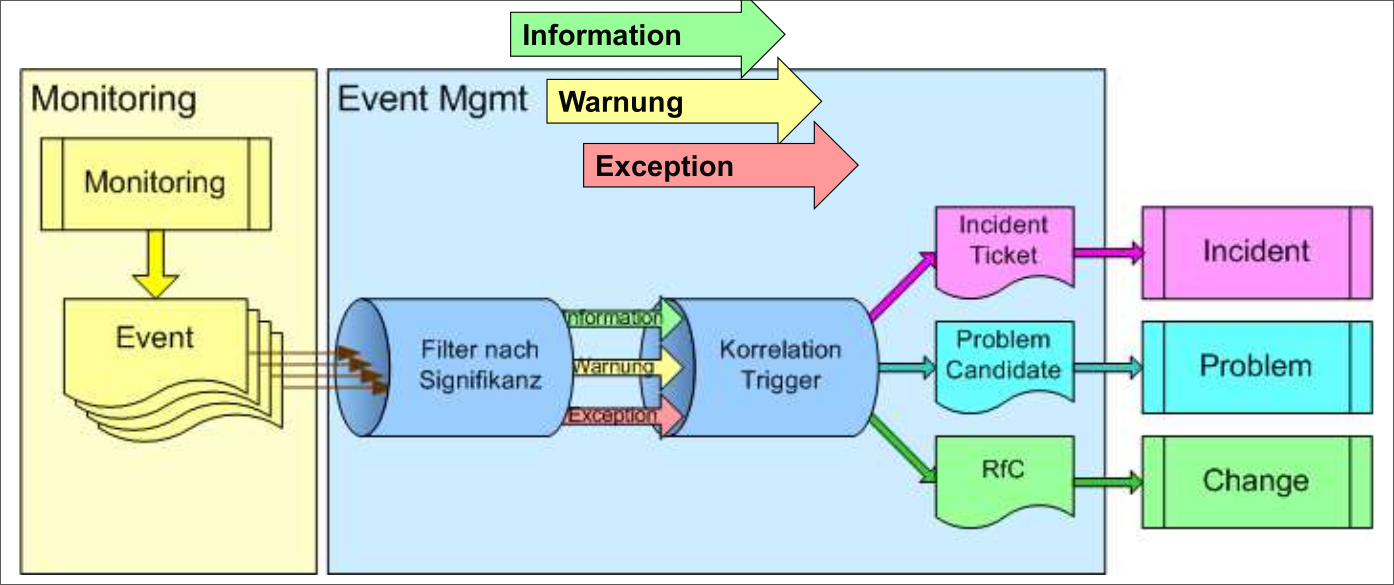 Information
Monitoring
Event Mgmt
Warnung
Exception
Monitoring
Event
Filter nach
Signifikanz
Information
Warnung
Exception
Korrelation
Trigger
Incident
Ticket
Incident
Problem
Candidate
Problem
RfC
Change